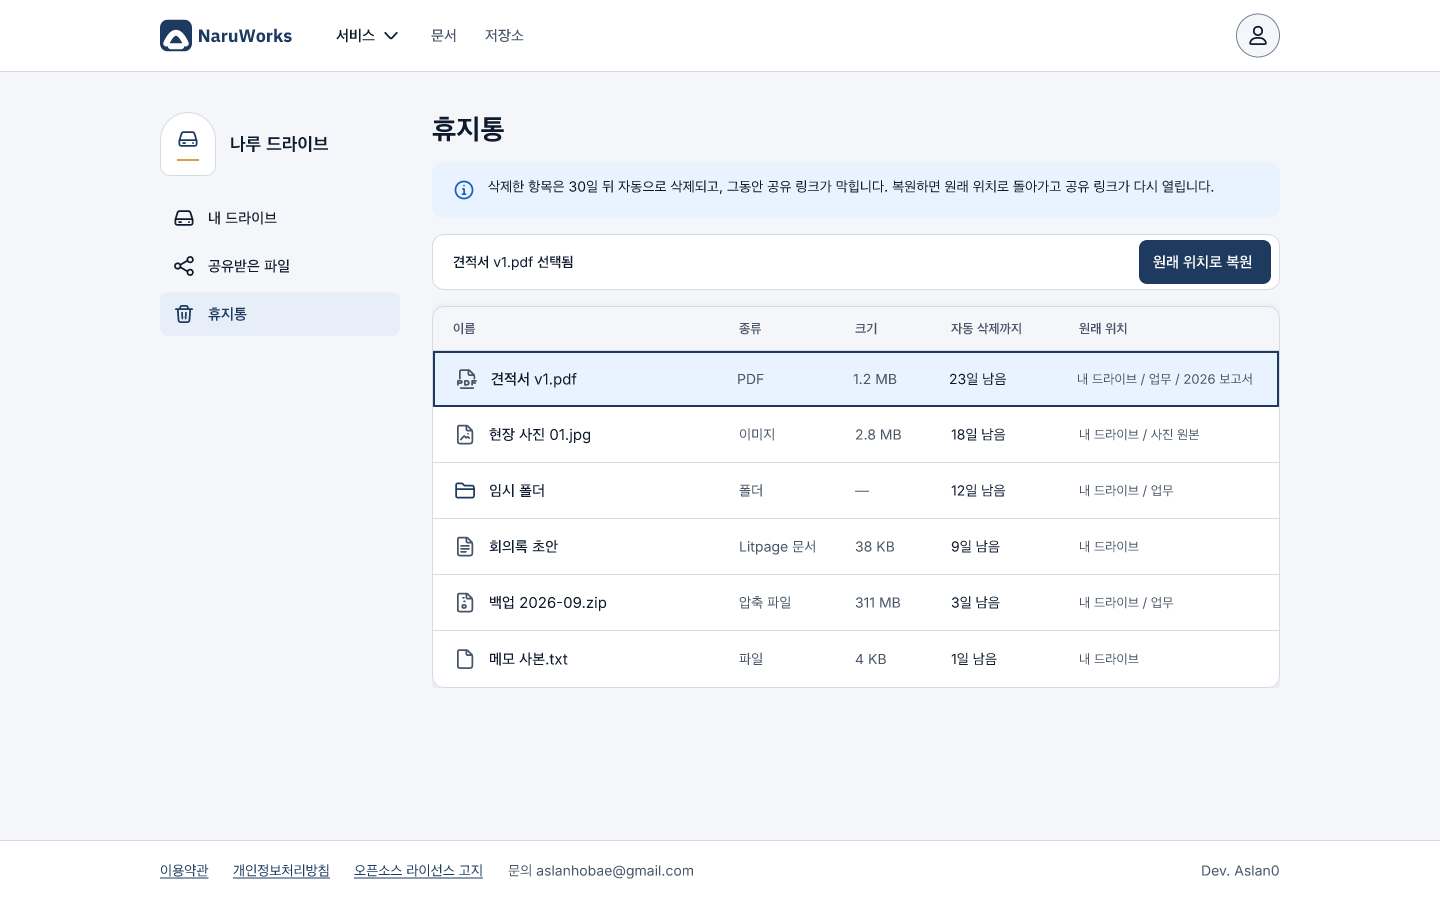 NaruWorks
서비스
문서
저장소
나루 드라이브
내 드라이브
공유받은 파일
휴지통
휴지통
삭제한 항목은 30일 뒤 자동으로 삭제되고, 그동안 공유 링크가 막힙니다. 복원하면 원래 위치로 돌아가고 공유 링크가 다시 열립니다.
견적서 v1.pdf 선택됨
원래 위치로 복원
이름 종류 크기 자동 삭제까지 원래 위치
PDF 견적서 v1.pdf PDF 1.2 MB 23일 남음 내 드라이브 / 업무 / 2026 보고서
현장 사진 01.jpg 이미지 2.8 MB 18일 남음 내 드라이브 / 사진 원본
임시 폴더 폴더 — 12일 남음 내 드라이브 / 업무
회의록 초안 Litpage 문서 38 KB 9일 남음 내 드라이브
백업 2026-09.zip 압축 파일 311 MB 3일 남음 내 드라이브 / 업무
메모 사본.txt 파일 4 KB 1일 남음 내 드라이브
이용약관 개인정보처리방침 오픈소스 라이선스 고지 문의 aslanhobae@gmail.com Dev. Aslan0